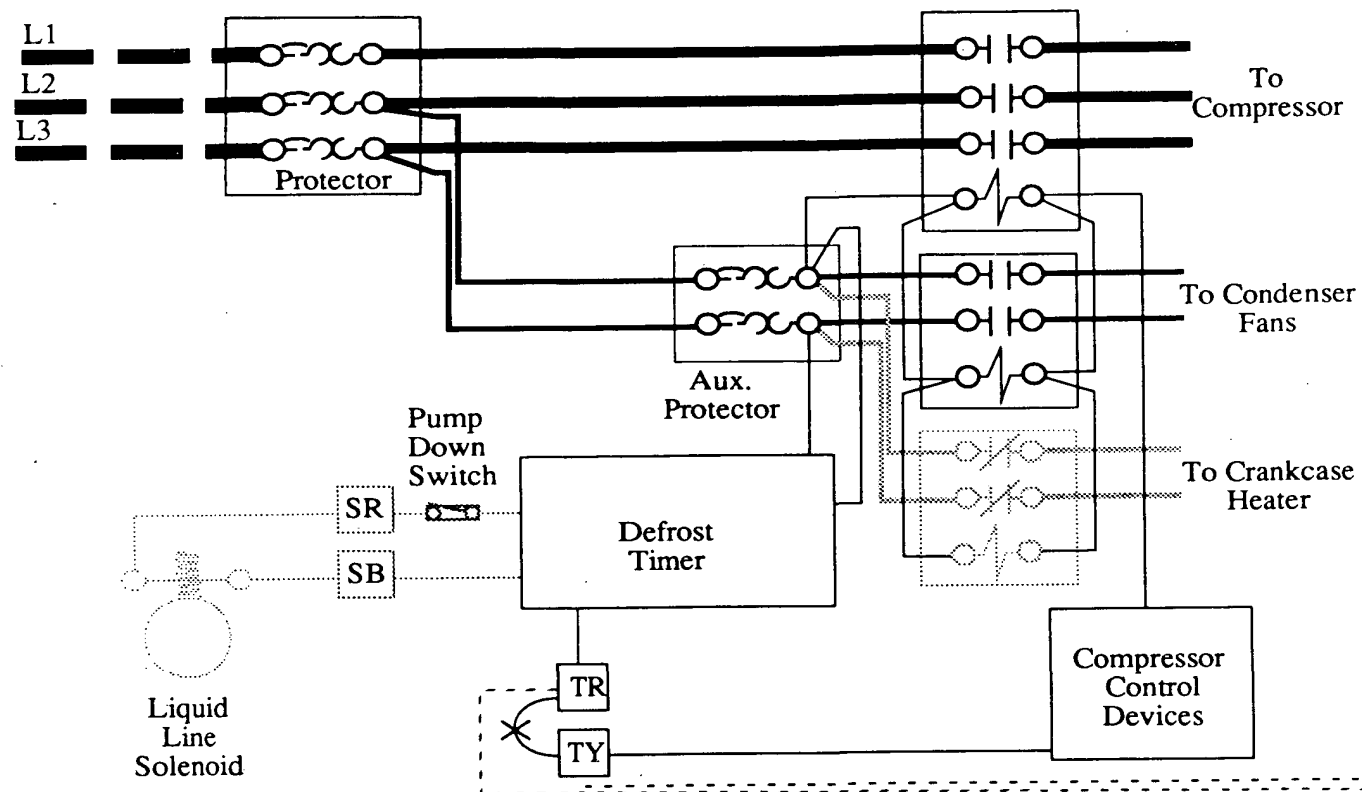 L1
L2
L3
Protector
To
Compressor
To Condenser
Fans
Aux.
Protector
Pump
Down
Switch
To Crankcase
Heater
SR
SB
Defrost
Timer
Liquid
Line
Solenoid
TR
TY
Compressor
Control
Devices